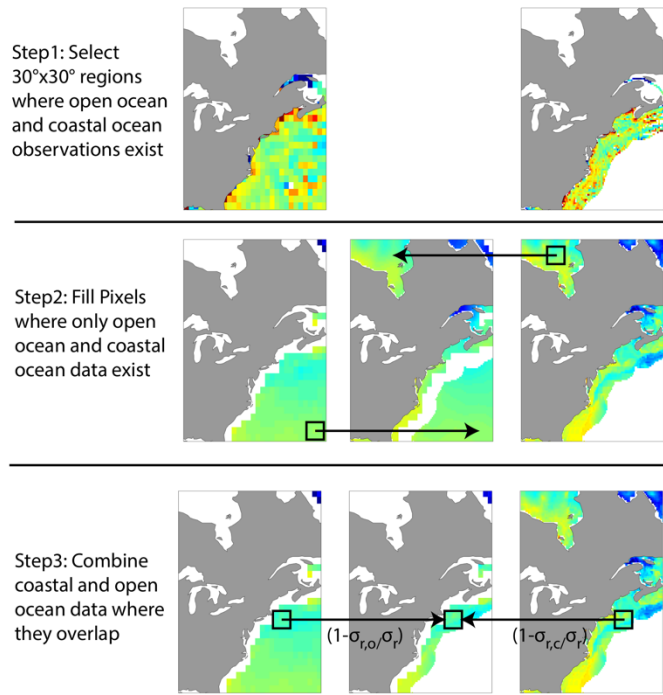 Step1: Select
30°x30° regions
where open ocean
and coastal ocean
observations exist
Step2: Fill Pixels
where only open
ocean and coastal
ocean data exist
Step3: Combine
coastal and open
ocean data where
they overlap
(1-σr,o/σr)
(1-σr,c/σr)